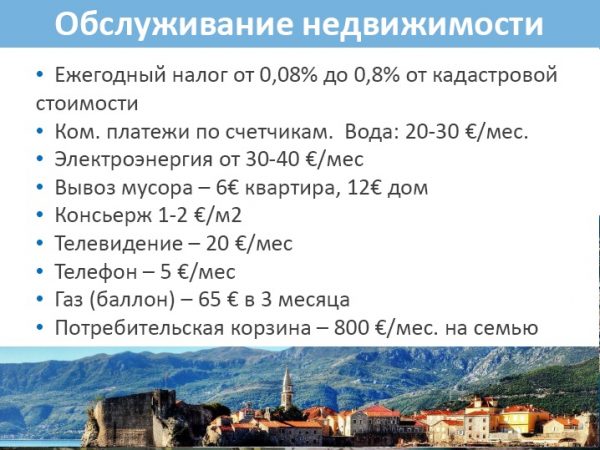 Обслуживание недвижимости
• Ежегодный налог от 0,08% до 0,8% от кадастровой
стоимости
• Ком. платежи по счетчикам. Вода: 20-30 €/мес.
• Электроэнергия от 30-40 €/мес
• Вывоз мусора – 6€ квартира, 12€ дом
• Консьерж 1-2 €/м2
• Телевидение – 20 €/мес
• Телефон – 5 €/мес
• Газ (баллон) – 65 € в 3 месяца
• Потребительская корзина – 800 €/мес. на семью